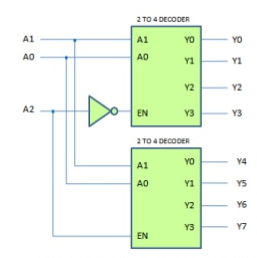 2 TO 4 DECODER
A1 A1 Y0 Y0
A0 A0 Y1 Y1
Y2 Y2
A2 EN Y3 Y3
2 TO 4 DECODER
A1 Y0 Y4
A0 Y1 Y5
Y2 Y6
Y3 Y7
EN